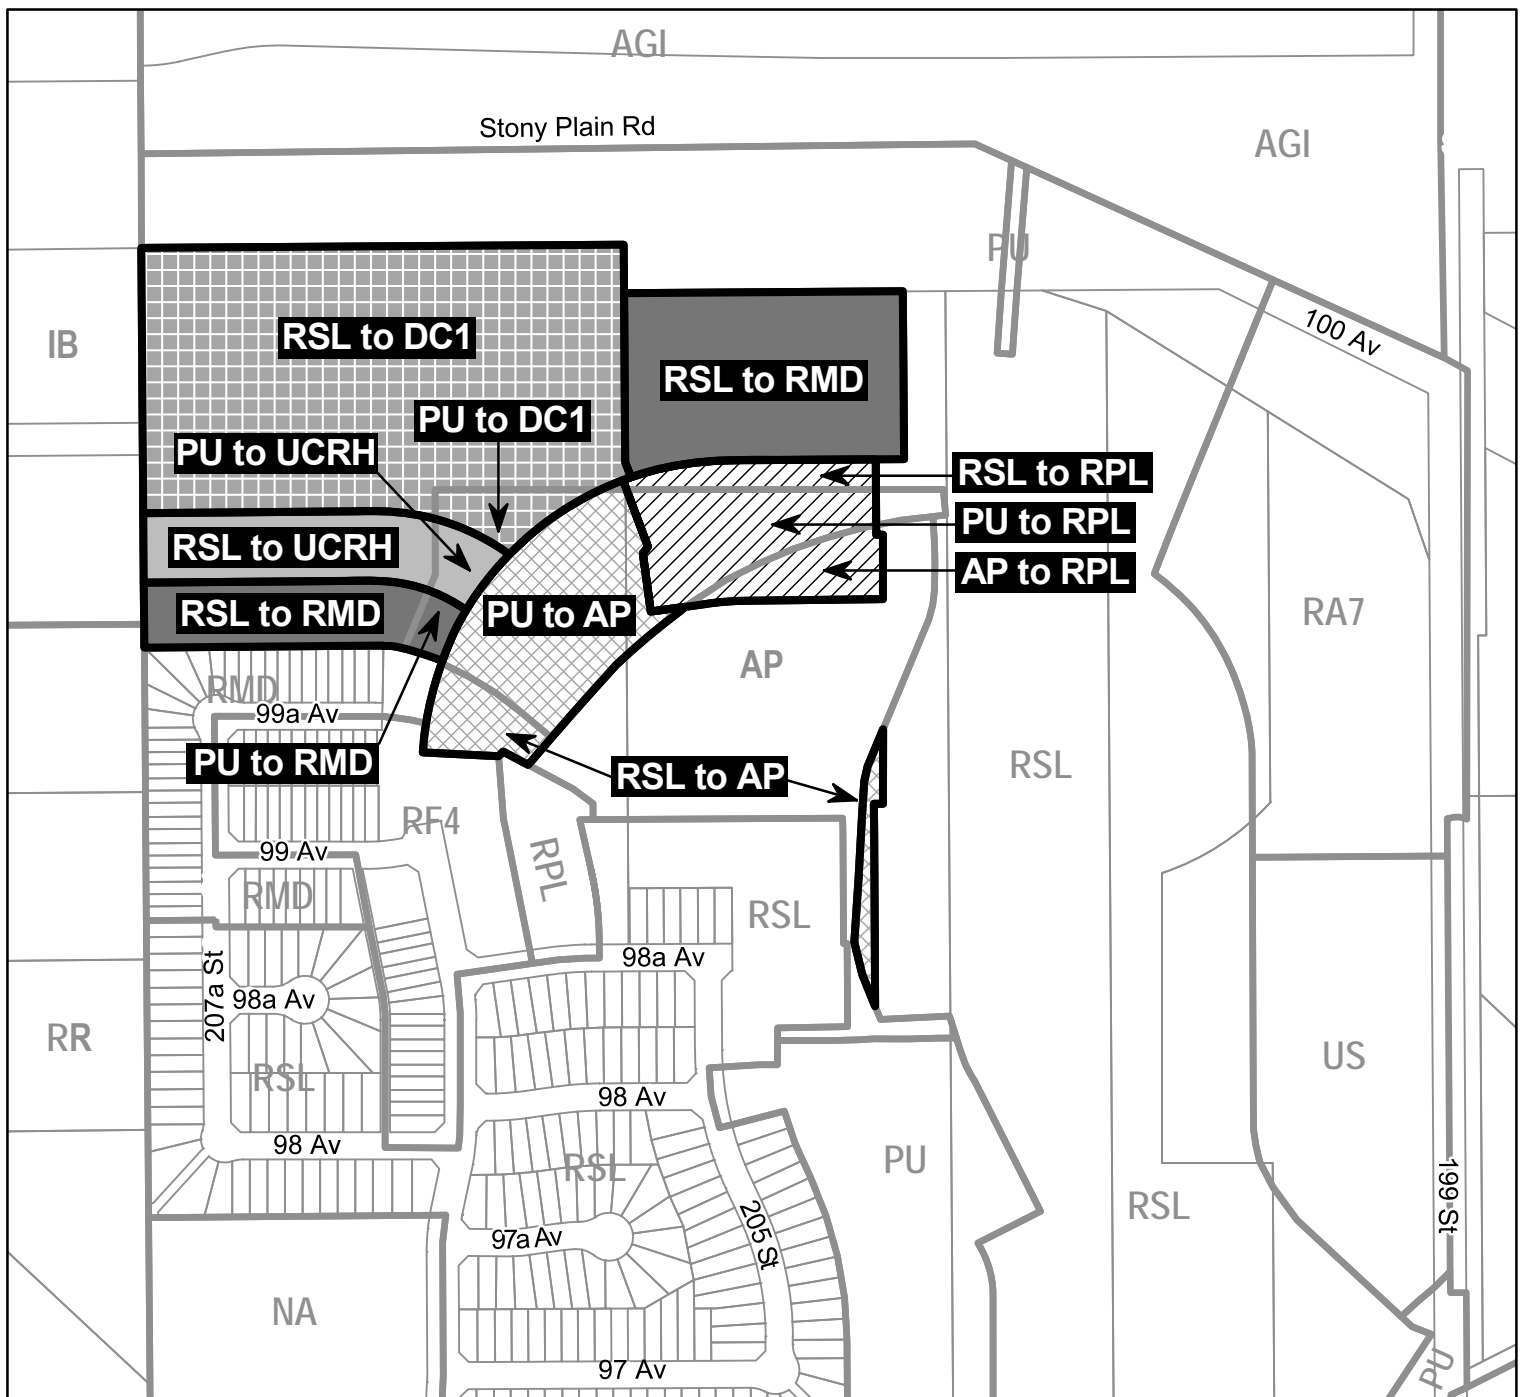 AGI
Stony Plain Rd
AGI
PU
100 Av
IB
RSL to DC1
RSL to RMD
PU to DC1
PU to UCRH
RSL to RPL
PU to RPL
RSL to UCRH
AP to RPL
RSL to RMD
PU to AP
RA7
AP
RMD
99a Av
PU to RMD
RSL to AP
RSL
RF4
99 Av
RPL
RMD
RSL
98a Av
207a St
98a Av
RR
US
RSL
98 Av
98 Av
RSL
PU
199 St
RSL
205 St
97a Av
NA
97 Av
PU